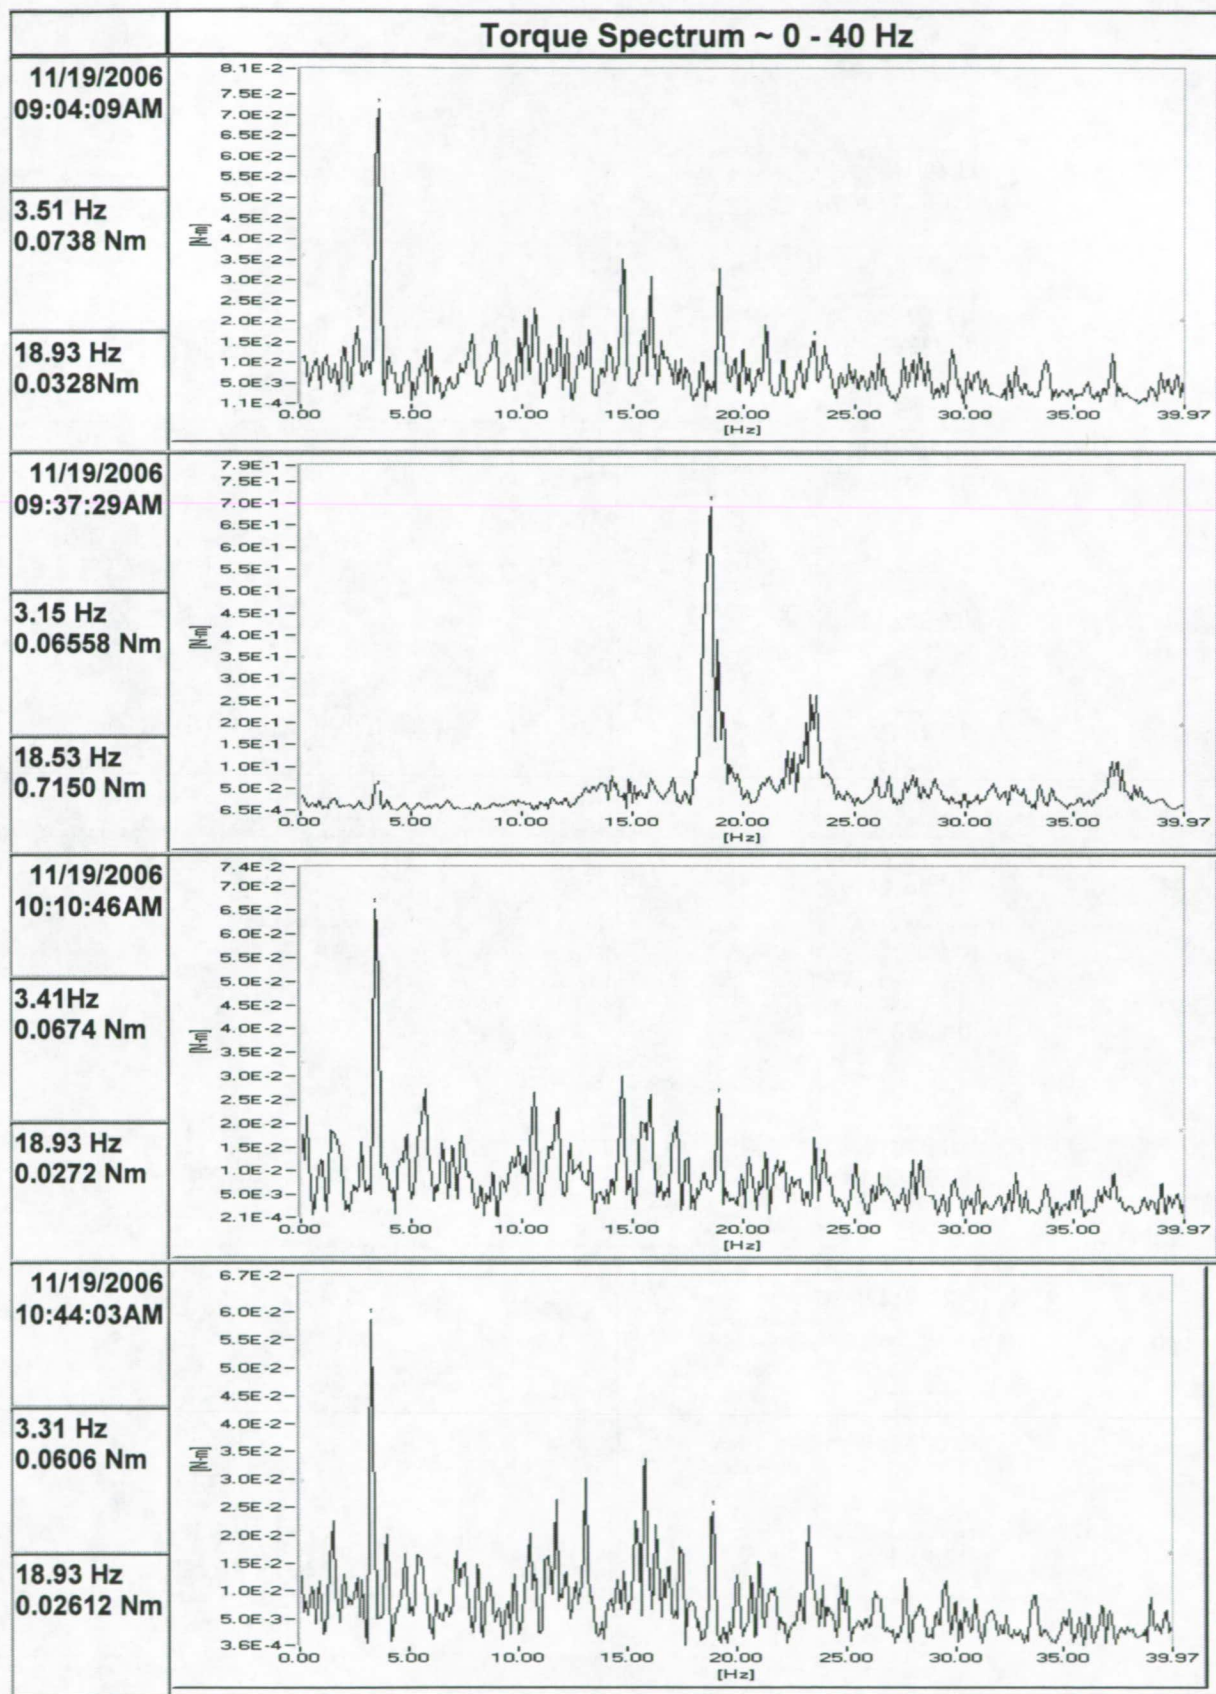 Torque Spectrum ~ 0 - 40 Hz
11/19/2006
09:04:09AM
3.51 Hz
0.0738 Nm
18.93 Hz
0.0328Nm
8.1E-2
7.5E-2
7.0E-2
6.5E-2
6.0E-2
5.5E-2
5.0E-2
4.5E-2
4.0E-2
3.5E-2
3.0E-2
2.5E-2
2.0E-2
1.5E-2
1.0E-2
5.0E-3
1.1E-4
[N-m]
0.00 5.00 10.00 15.00 20.00 25.00 30.00 35.00 39.97
[Hz]
11/19/2006
09:37:29AM
3.15 Hz
0.06558 Nm
18.53 Hz
0.7150 Nm
7.9E-1
7.5E-1
7.0E-1
6.5E-1
6.0E-1
5.5E-1
5.0E-1
4.5E-1
4.0E-1
3.5E-1
3.0E-1
2.5E-1
2.0E-1
1.5E-1
1.0E-1
5.0E-2
6.5E-4
[N-m]
0.00 5.00 10.00 15.00 20.00 25.00 30.00 35.00 39.97
[Hz]
11/19/2006
10:10:46AM
3.41Hz
0.0674 Nm
18.93 Hz
0.0272 Nm
7.4E-2
7.0E-2
6.5E-2
6.0E-2
5.5E-2
5.0E-2
4.5E-2
4.0E-2
3.5E-2
3.0E-2
2.5E-2
2.0E-2
1.5E-2
1.0E-2
5.0E-3
2.1E-4
[N-m]
0.00 5.00 10.00 15.00 20.00 25.00 30.00 35.00 39.97
[Hz]
11/19/2006
10:44:03AM
3.31 Hz
0.0606 Nm
18.93 Hz
0.02612 Nm
6.7E-2
6.0E-2
5.5E-2
5.0E-2
4.5E-2
4.0E-2
3.5E-2
3.0E-2
2.5E-2
2.0E-2
1.5E-2
1.0E-2
5.0E-3
3.6E-4
[N-m]
0.00 5.00 10.00 15.00 20.00 25.00 30.00 35.00 39.97
[Hz]